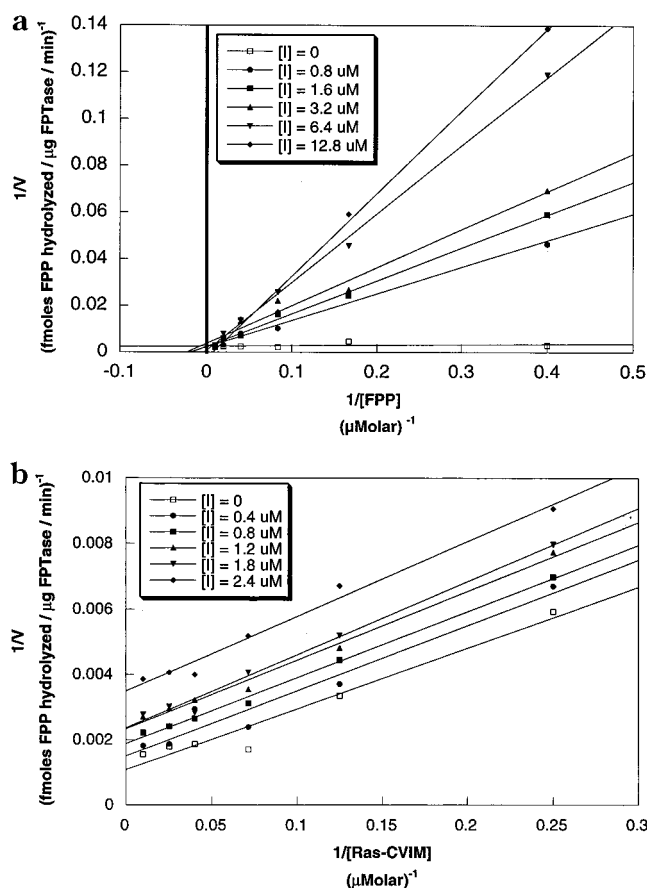 a
[I] = 0
[I] = 0.8 uM
[I] = 1.6 uM
[I] = 3.2 uM
[I] = 6.4 uM
[I] = 12.8 uM
0.14
0.12
0.1
0.08
0.06
0.04
0.02
0
1/V
(fmoles FPP hydrolyzed / µg FPTase / min)⁻¹
-0.1 0 0.1 0.2 0.3 0.4 0.5
1/[FPP]
(µMolar)⁻¹
b
[I] = 0
[I] = 0.4 uM
[I] = 0.8 uM
[I] = 1.2 uM
[I] = 1.8 uM
[I] = 2.4 uM
0.01
0.008
0.006
0.004
0.002
0
1/V
(fmoles FPP hydrolyzed / µg FPTase / min)⁻¹
0 0.05 0.1 0.15 0.2 0.25 0.3
1/[Ras-CVIM]
(µMolar)⁻¹